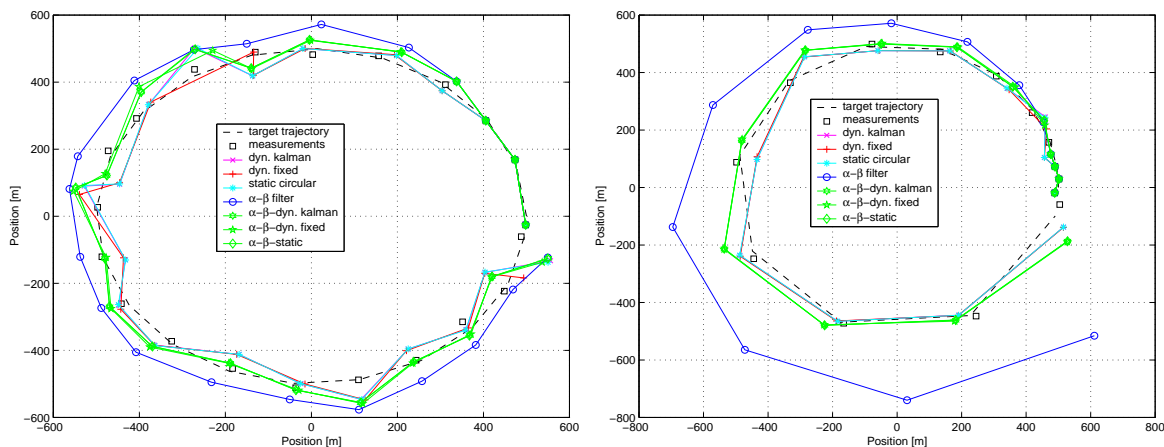 600
400
200
0
−200
−400
−600
−600
−400
−200
0
200
400
600
Position [m]
Position [m]
target trajectory
measurements
dyn. kalman
dyn. fixed
static circular
α−β filter
α−β−dyn. kalman
α−β−dyn. fixed
α−β−static
600
400
200
0
−200
−400
−600
−800
−800
−600
−400
−200
0
200
400
600
800
Position [m]
Position [m]
target trajectory
measurements
dyn. kalman
dyn. fixed
static circular
α−β filter
α−β−dyn. kalman
α−β−dyn. fixed
α−β−static